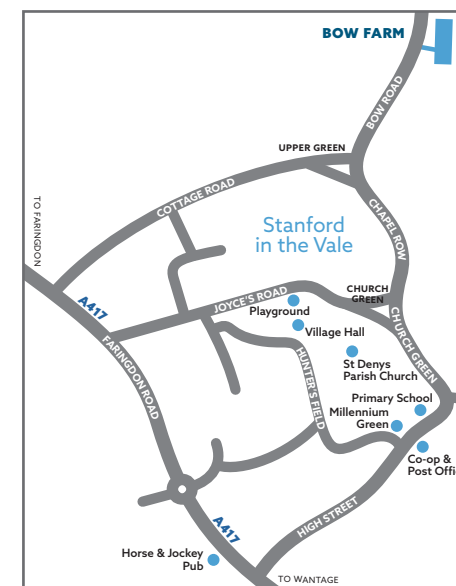 BOW FARM
BOW ROAD
UPPER GREEN
COTTAGE ROAD
CHAPEL ROW
TO FARINGDON
Stanford
in the Vale
A417
JOYCE'S ROAD
CHURCH
GREEN
Playground
Village Hall
CHURCH GREEN
FARINGDON ROAD
HUNTER'S FIELD
St Denys
Parish Church
Primary School
Millennium
Green
Co-op &
Post Offi
HIGH STREET
A417
Horse & Jockey
Pub
TO WANTAGE